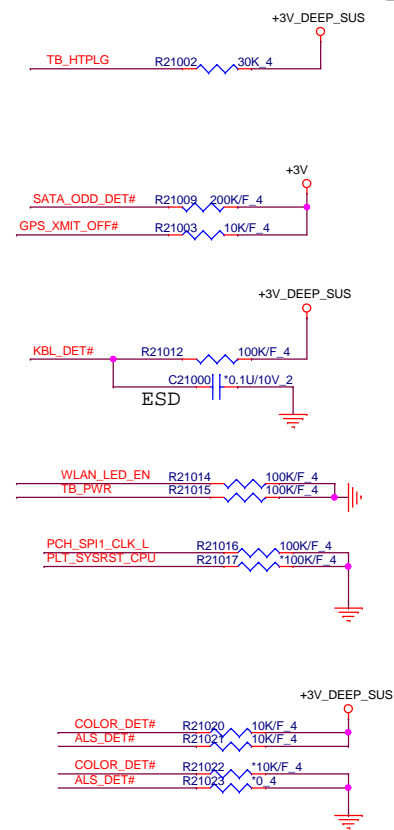 +3V_DEEP_SUS
TB_HTPLG R21002 30K_4
+3V
SATA_ODD_DET# R21009 200K/F_4
GPS_XMIT_OFF# R21003 10K/F_4
+3V_DEEP_SUS
KBL_DET# R21012 100K/F_4
C21000 *0.1U/10V_2
ESD
WLAN_LED_EN R21014 100K/F_4
TB_PWR R21015 100K/F_4
PCH_SPI1_CLK_L R21016 100K/F_4
PLT_SYSRST_CPU R21017 *100K/F_4
+3V_DEEP_SUS
COLOR_DET# R21020 10K/F_4
ALS_DET# R21021 10K/F_4
COLOR_DET# R21022 *10K/F_4
ALS_DET# R21023 *0_4